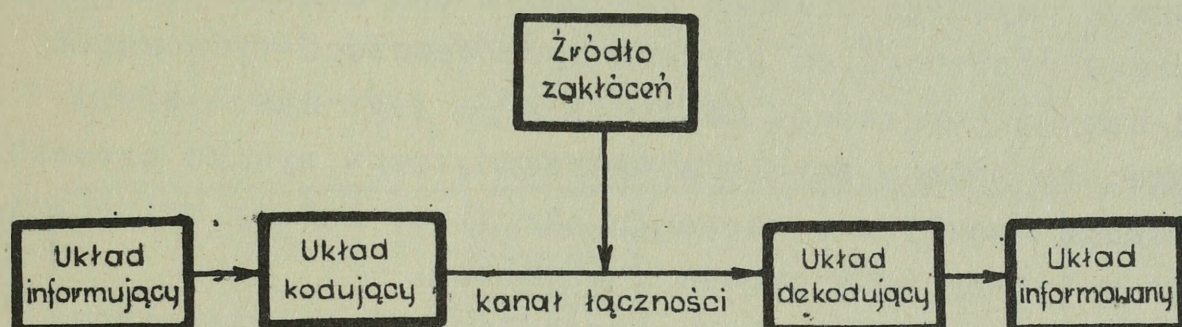 Źródło
zakłóceń
Układ
informujący
Układ
kodujący
kanał łączności
Układ
dekodujący
Układ
informowany